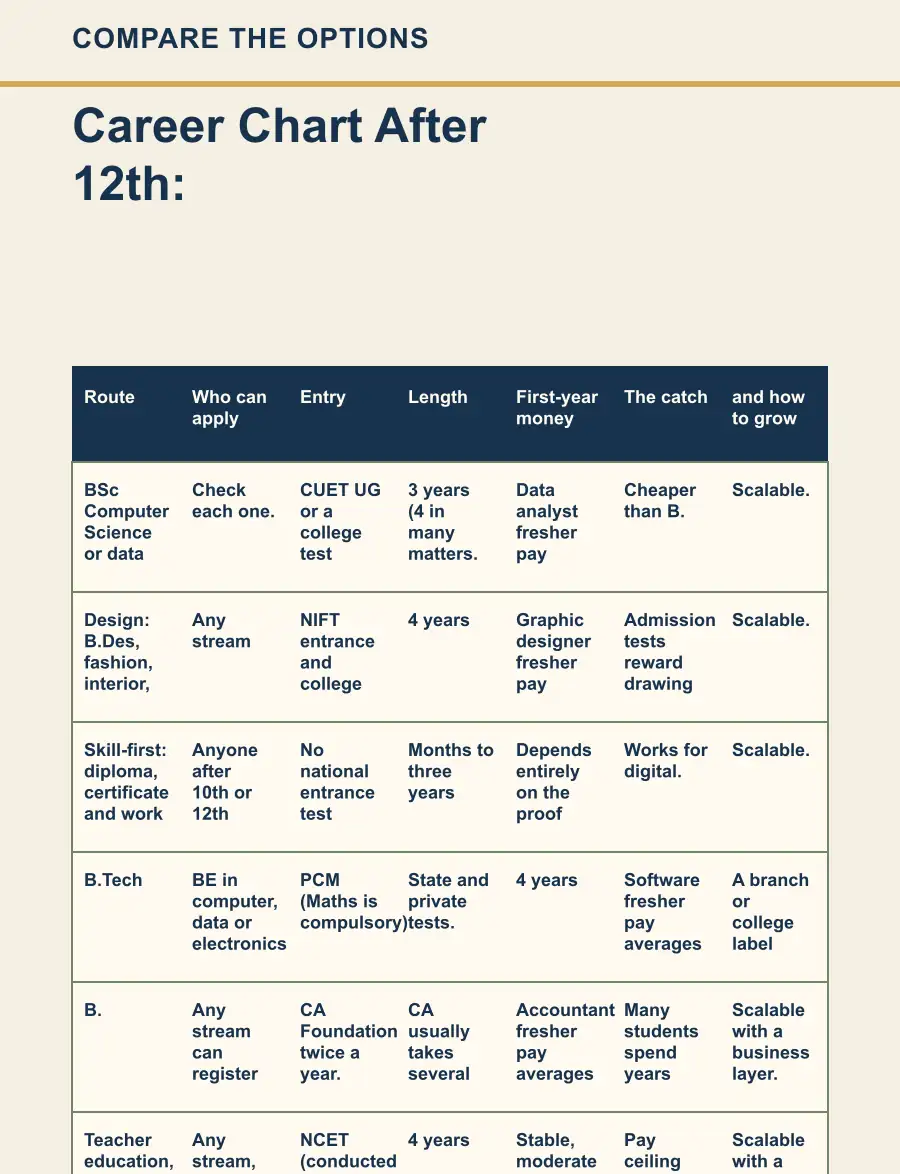 COMPARE THE OPTIONS
Career Chart After
12th:
Route
Who can
apply
Entry
Length
First-year
money
The catch
and how
to grow
BSc
Computer
Science
or data
Check
each one.
CUET UG
or a
college
test
3 years
(4 in
many
matters.
Data
analyst
fresher
pay
Cheaper
than B.
Scalable.
Design:
B.Des,
fashion,
interior,
Any
stream
NIFT
entrance
and
college
4 years
Graphic
designer
fresher
pay
Admission
tests
reward
drawing
Scalable.
Skill-first:
diploma,
certificate
and work
Anyone
after
10th or
12th
No
national
entrance
test
Months to
three
years
Depends
entirely
on the
proof
Works for
digital.
Scalable.
B.Tech
BE in
computer,
data or
electronics
PCM
(Maths is
compulsory)
State and
private
tests.
4 years
Software
fresher
pay
averages
A branch
or
college
label
B.
Any
stream
can
register
CA
Foundation
twice a
year.
CA
usually
takes
several
Accountant
fresher
pay
averages
Many
students
spend
years
Scalable
with a
business
layer.
Teacher
education,
Any
stream,
NCET
(conducted
4 years
Stable,
moderate
Pay
ceiling
Scalable
with a